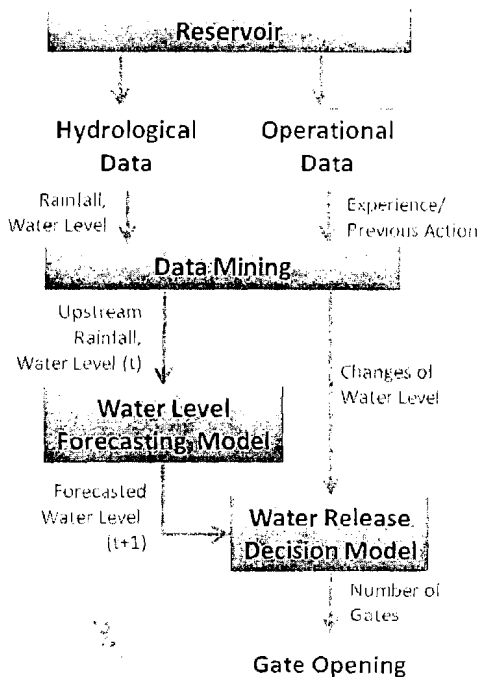 Reservoir
Hydrological
Data
Operational
Data
Rainfall,
Water Level
Experience/
Previous Action
Data Mining
Upstream
Rainfall,
Water Level (t)
Changes of
Water Level
Water Level
Forecasting Model
Forecasted
Water Level
(t+1)
Water Release
Decision Model
Number of
Gates
Gate Opening